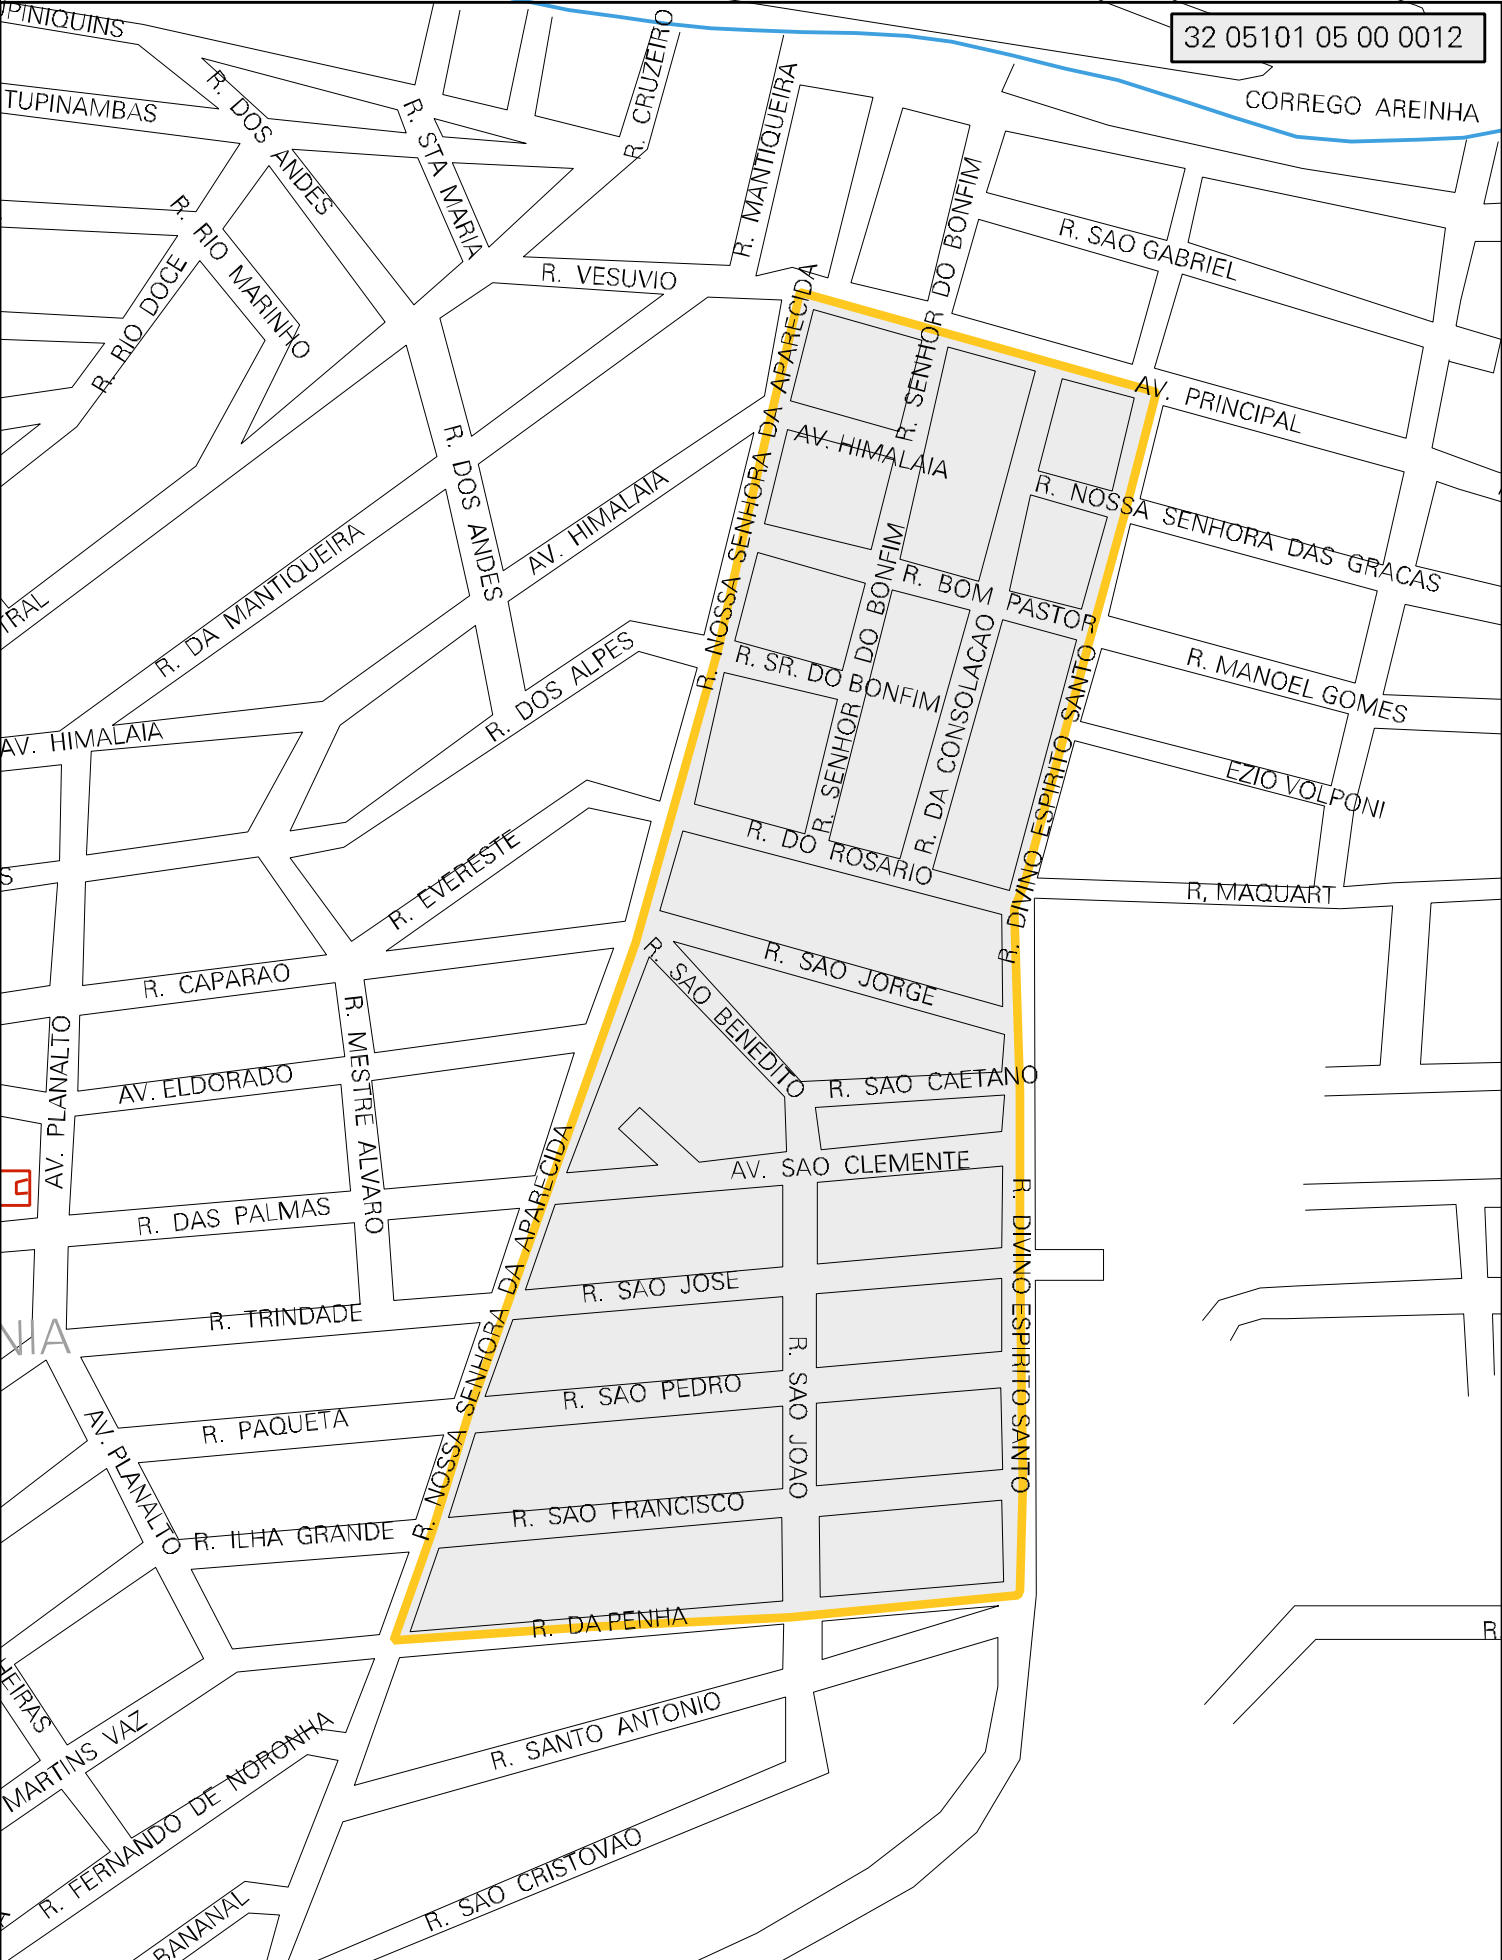 32 05101 05 00 0012
R. CRUZEIRO
TUPINAMBAS
R. DOS ANDES
R. STA MARIA
R. MANTIQUEIRA
CORREGO AREINHA
R. RIO MARINHO
R. RIO DOCE
R. VESUVIO
R. SENHOR DO BONFIM
R. SAO GABRIEL
R. NOSSA SENHORA DA APARECIDA
AV. PRINCIPAL
AV. HIMALAIA
R. DOS ANDES
AV. HIMALAIA
R. NOSSA SENHORA DAS GRACAS
R. DA MANTIQUEIRA
R. BOM PASTOR
R. SENHOR DO BONFIM
R. SR. DO BONFIM
R. DA CONSOLACAO
R. DIVINO ESPIRITO SANTO
R. MANOEL GOMES
R. DOS ALPES
AV. HIMALAIA
EZIO VOLPONI
R. DO ROSARIO
R. EVERESTE
R, MAQUART
R. SAO JORGE
R. SAO BENEDITO
R. CAPARAO
R. MESTRE ALVARO
AV. PLANALTO
AV. ELDORADO
R. SAO CAETANO
AV. SAO CLEMENTE
R. NOSSA SENHORA DA APARECIDA
R. DIVINO ESPIRITO SANTO
R. DAS PALMAS
R. SAO JOSE
R. TRINDADE
NIA
R. SAO JOAO
R. SAO PEDRO
AV. PLANALTO
R. PAQUETA
R. SAO FRANCISCO
R. ILHA GRANDE
R. DA PENHA
R.
HEIRAS
MARTINS VAZ
R. SANTO ANTONIO
R. FERNANDO DE NORONHA
R. SAO CRISTOVAO
BANANAL